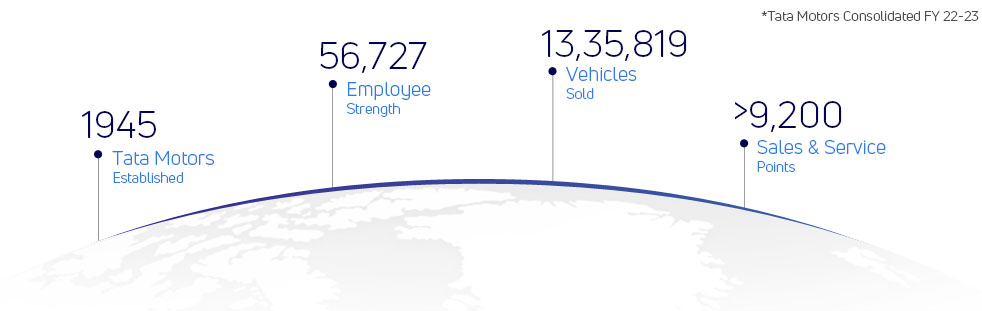 *Tata Motors Consolidated FY 22-23
1945
Tata Motors
Established
56,727
Employee
Strength
13,35,819
Vehicles
Sold
>9,200
Sales & Service
Points